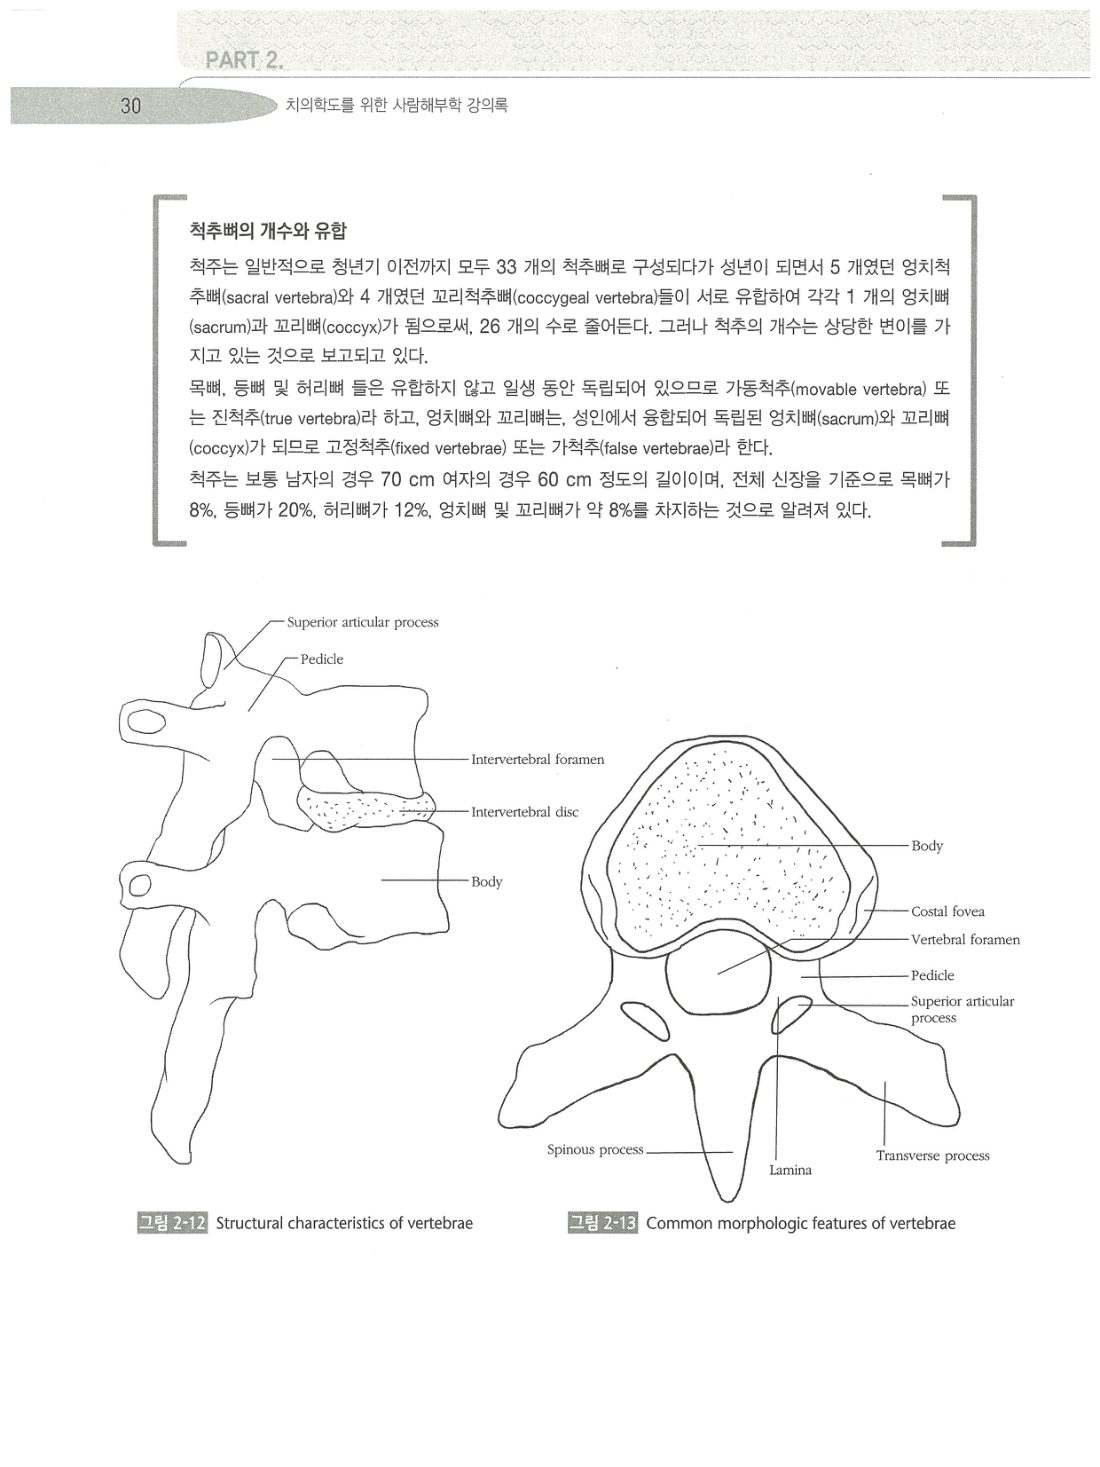 PART 2.
30
치의학도를 위한 사람해부학 강의록
척추뼈의 개수와 유합
척주는 일반적으로 청년기 이전까지 모두 33 개의 척추뼈로 구성되다가 성년이 되면서 5 개였던 엉치척
추뼈(sacral vertebra)와 4 개였던 꼬리척추뼈(coccygeal vertebra)들이 서로 유합하여 각각 1 개의 엉치뼈
(sacrum)과 꼬리뼈(coccyx)가 됨으로써, 26 개의 수로 줄어든다. 그러나 척추의 개수는 상당한 변이를 가
지고 있는 것으로 보고되고 있다.
목뼈, 등뼈 및 허리뼈 들은 유합하지 않고 일생 동안 독립되어 있으므로 가동척추(movable vertebra) 또
는 진척추(true vertebra)라 하고, 엉치뼈와 꼬리뼈는, 성인에서 융합되어 독립된 엉치뼈(sacrum)와 꼬리뼈
(coccyx)가 되므로 고정척추(fixed vertebrae) 또는 가척추(false vertebrae)라 한다.
척주는 보통 남자의 경우 70 cm 여자의 경우 60 cm 정도의 길이이며, 전체 신장을 기준으로 목뼈가
8%, 등뼈가 20%, 허리뼈가 12%, 엉치뼈 및 꼬리뼈가 약 8%를 차지하는 것으로 알려져 있다.
Superior articular process
Pedicle
Intervertebral foramen
Intervertebral disc
Body
Body
Costal fovea
Vertebral foramen
Pedicle
Superior articular
process
Spinous process
Lamina
Transverse process
그림 2-12 Structural characteristics of vertebrae
그림 2-13 Common morphologic features of vertebrae